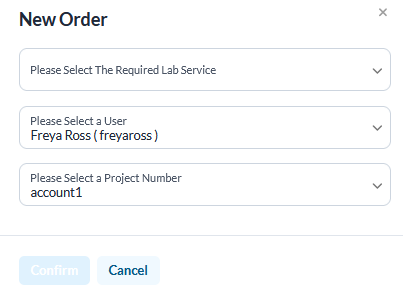 New Order
×
Please Select The Required Lab Service
Please Select a User
Freya Ross ( freyaross )
Please Select a Project Number
account1
Confirm
Cancel